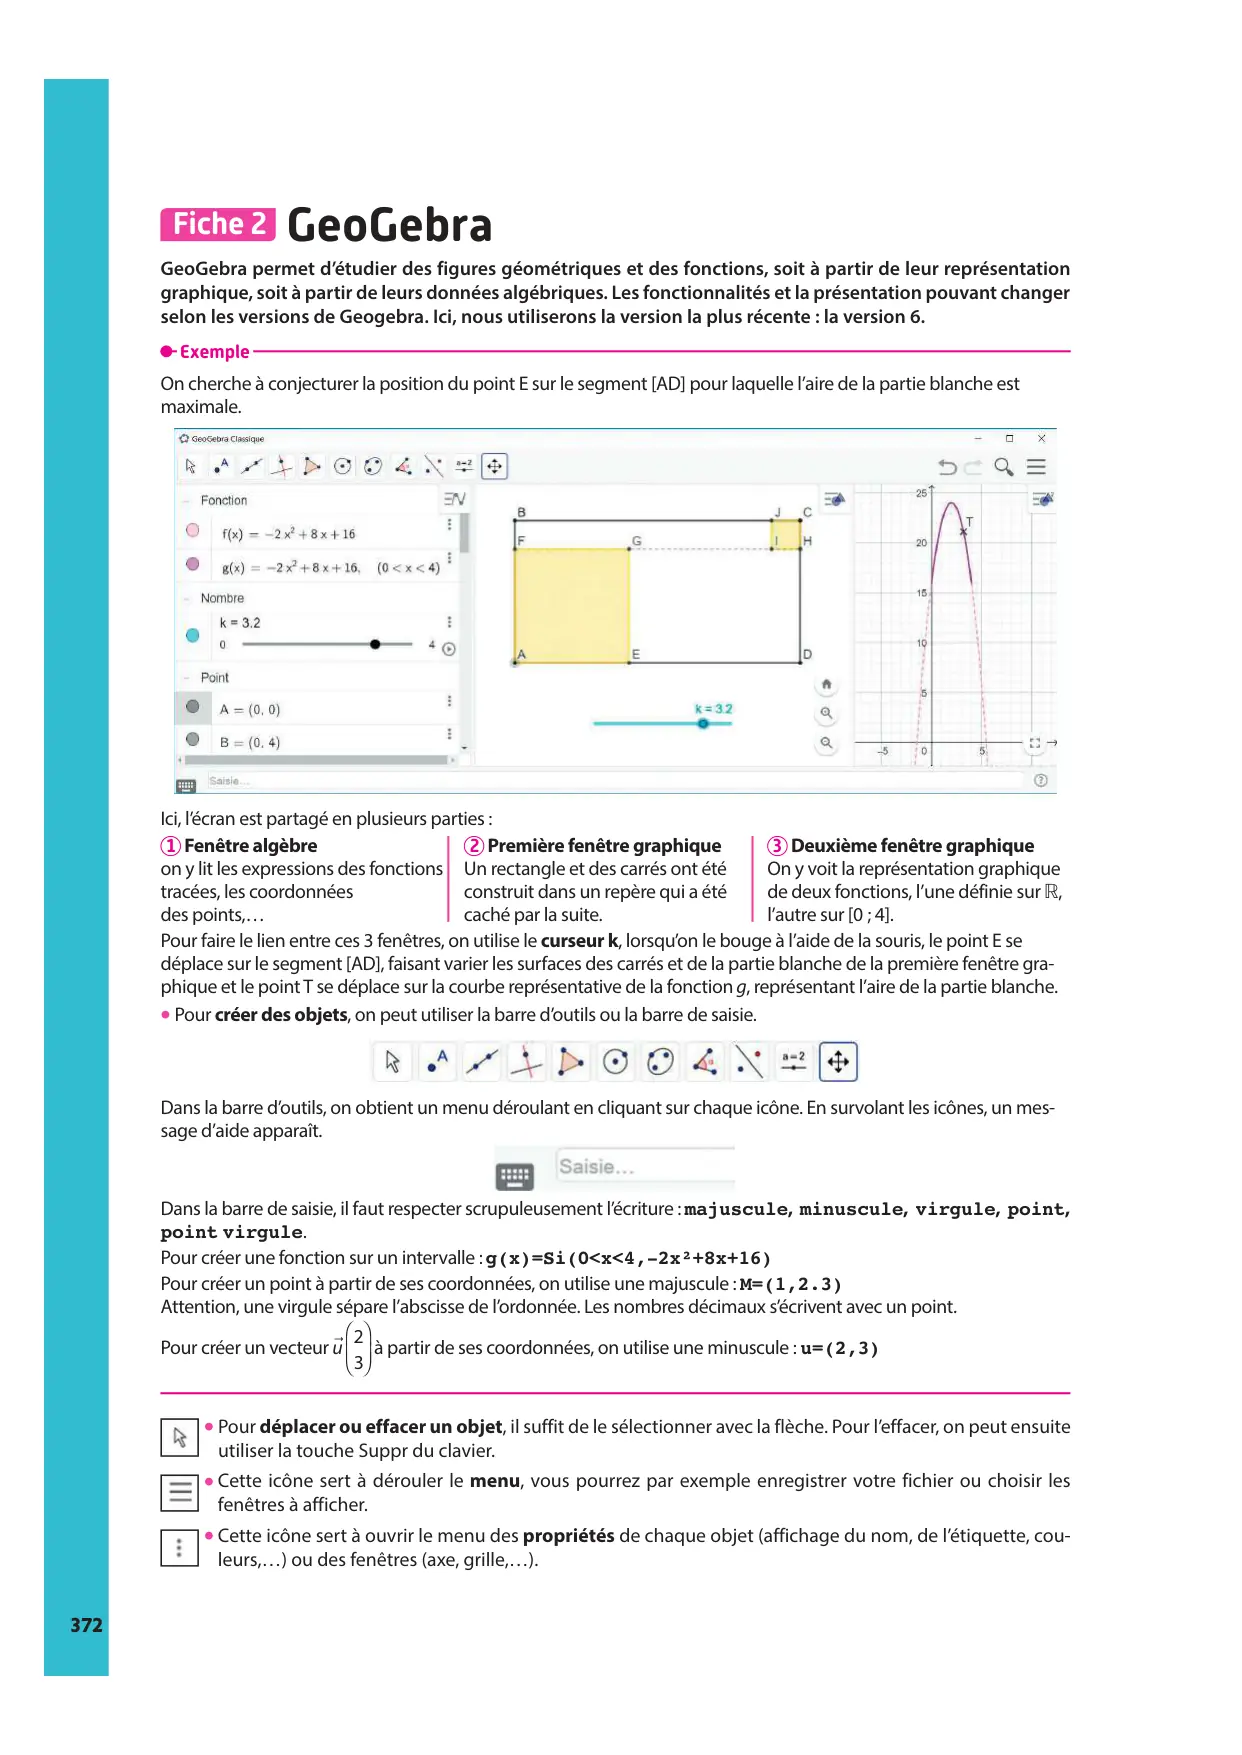 Fiche 2 GeoGebra
GeoGebra permet d’étudier des figures géométriques et des fonctions, soit à partir de leur représentation
graphique, soit à partir de leurs données algébriques. Les fonctionnalités et la présentation pouvant changer
selon les versions de Geogebra. Ici, nous utiliserons la version la plus récente : la version 6.
Exemple
On cherche à conjecturer la position du point E sur le segment [AD] pour laquelle l’aire de la partie blanche est
maximale.
GeoGebra Classique
A
a=2
Fonction
f(x) = −2 x² + 8 x + 16
g(x) = −2 x² + 8 x + 16, (0 < x < 4)
Nombre
k = 3.2
0 4
Point
A = (0, 0)
B = (0, 4)
Saisie...
B J C
F G I H
A E D
k = 3.2
25
T
20
15
10
5
−5 0 5
Ici, l’écran est partagé en plusieurs parties :
1 Fenêtre algèbre
on y lit les expressions des fonctions
tracées, les coordonnées
des points,…
2 Première fenêtre graphique
Un rectangle et des carrés ont été
construit dans un repère qui a été
caché par la suite.
3 Deuxième fenêtre graphique
On y voit la représentation graphique
de deux fonctions, l’une définie sur ℝ,
l’autre sur [0 ; 4].
Pour faire le lien entre ces 3 fenêtres, on utilise le curseur k, lorsqu’on le bouge à l’aide de la souris, le point E se
déplace sur le segment [AD], faisant varier les surfaces des carrés et de la partie blanche de la première fenêtre gra-
phique et le point T se déplace sur la courbe représentative de la fonction g, représentant l’aire de la partie blanche.
• Pour créer des objets, on peut utiliser la barre d’outils ou la barre de saisie.
A
a=2
Dans la barre d’outils, on obtient un menu déroulant en cliquant sur chaque icône. En survolant les icônes, un mes-
sage d’aide apparaît.
Saisie...
Dans la barre de saisie, il faut respecter scrupuleusement l’écriture : majuscule, minuscule, virgule, point,
point virgule.
Pour créer une fonction sur un intervalle : g(x)=Si(0<x<4,-2x²+8x+16)
Pour créer un point à partir de ses coordonnées, on utilise une majuscule : M=(1,2.3)
Attention, une virgule sépare l’abscisse de l’ordonnée. Les nombres décimaux s’écrivent avec un point.
Pour créer un vecteur u⃗ (2 3) à partir de ses coordonnées, on utilise une minuscule : u=(2,3)
• Pour déplacer ou effacer un objet, il suffit de le sélectionner avec la flèche. Pour l’effacer, on peut ensuite
utiliser la touche Suppr du clavier.
• Cette icône sert à dérouler le menu, vous pourrez par exemple enregistrer votre fichier ou choisir les
fenêtres à afficher.
• Cette icône sert à ouvrir le menu des propriétés de chaque objet (affichage du nom, de l’étiquette, cou-
leurs,…) ou des fenêtres (axe, grille,…).
372